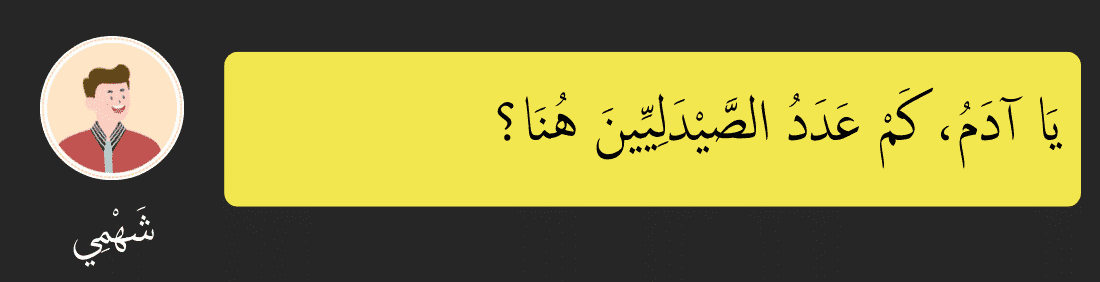 يَا آدَمُ، كَمْ عَدَدُ الصَّيْدَلِيِّينَ هُنَا؟
شَهْمِي